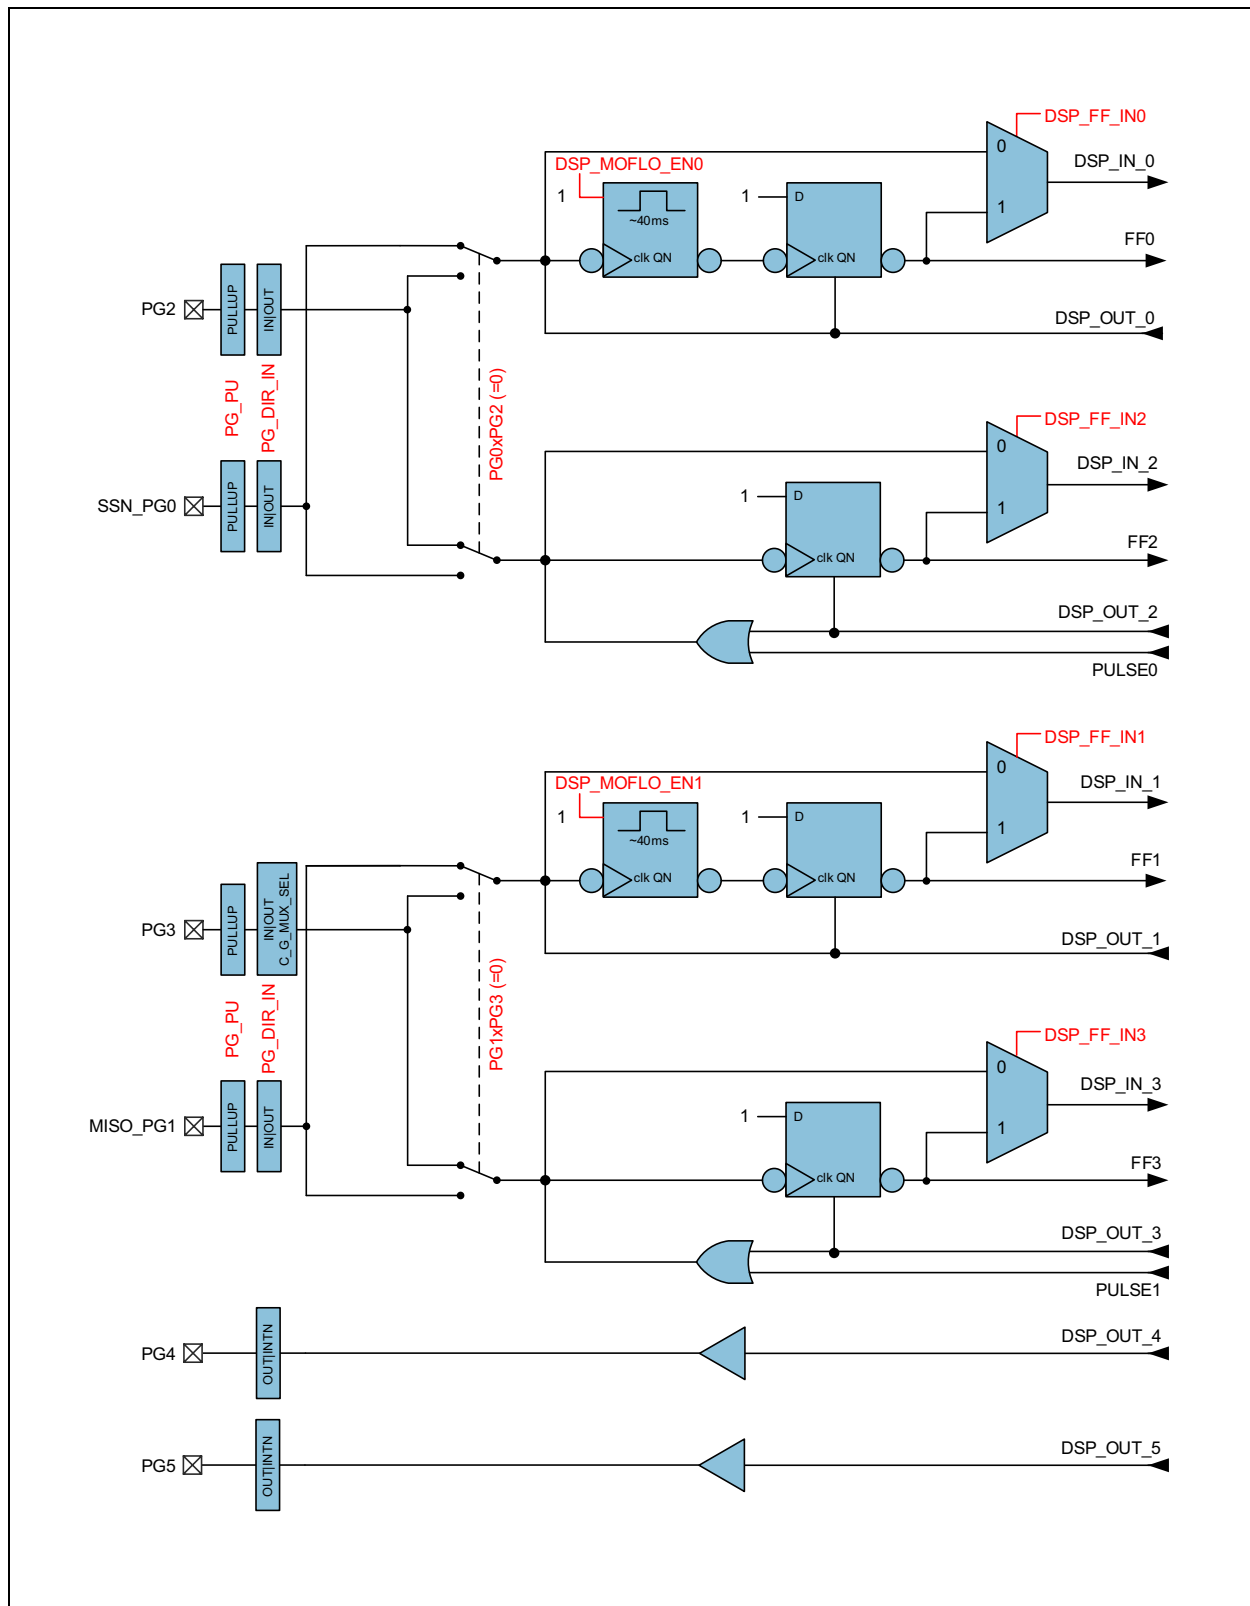 DSP_FF_IN0
0
DSP_IN_0
DSP_MOFLO_EN0
1
~40ms
clk QN
1
D
clk QN
1
FF0
PG2
PULLUP
IN|OUT
DSP_OUT_0
PG_PU
PG_DIR_IN
PG0xPG2 (=0)
DSP_FF_IN2
0
DSP_IN_2
SSN_PG0
PULLUP
IN|OUT
1
D
clk QN
1
FF2
DSP_OUT_2
PULSE0
DSP_FF_IN1
0
DSP_IN_1
DSP_MOFLO_EN1
1
~40ms
clk QN
1
D
clk QN
1
FF1
PG3
PULLUP
IN|OUT
C_G_MUX_SEL
DSP_OUT_1
PG_PU
PG_DIR_IN
PG1xPG3 (=0)
DSP_FF_IN3
0
DSP_IN_3
MISO_PG1
PULLUP
IN|OUT
1
D
clk QN
1
FF3
DSP_OUT_3
PULSE1
PG4
OUT|INTN
DSP_OUT_4
PG5
OUT|INTN
DSP_OUT_5